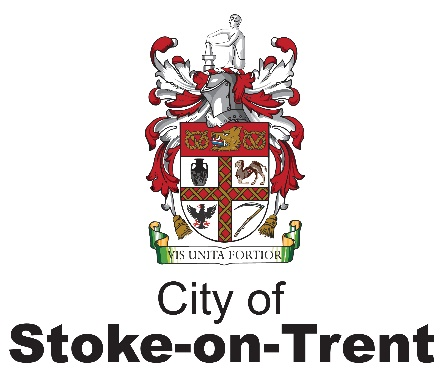 VIS UNITA FORTIOR
City of
Stoke-on-Trent